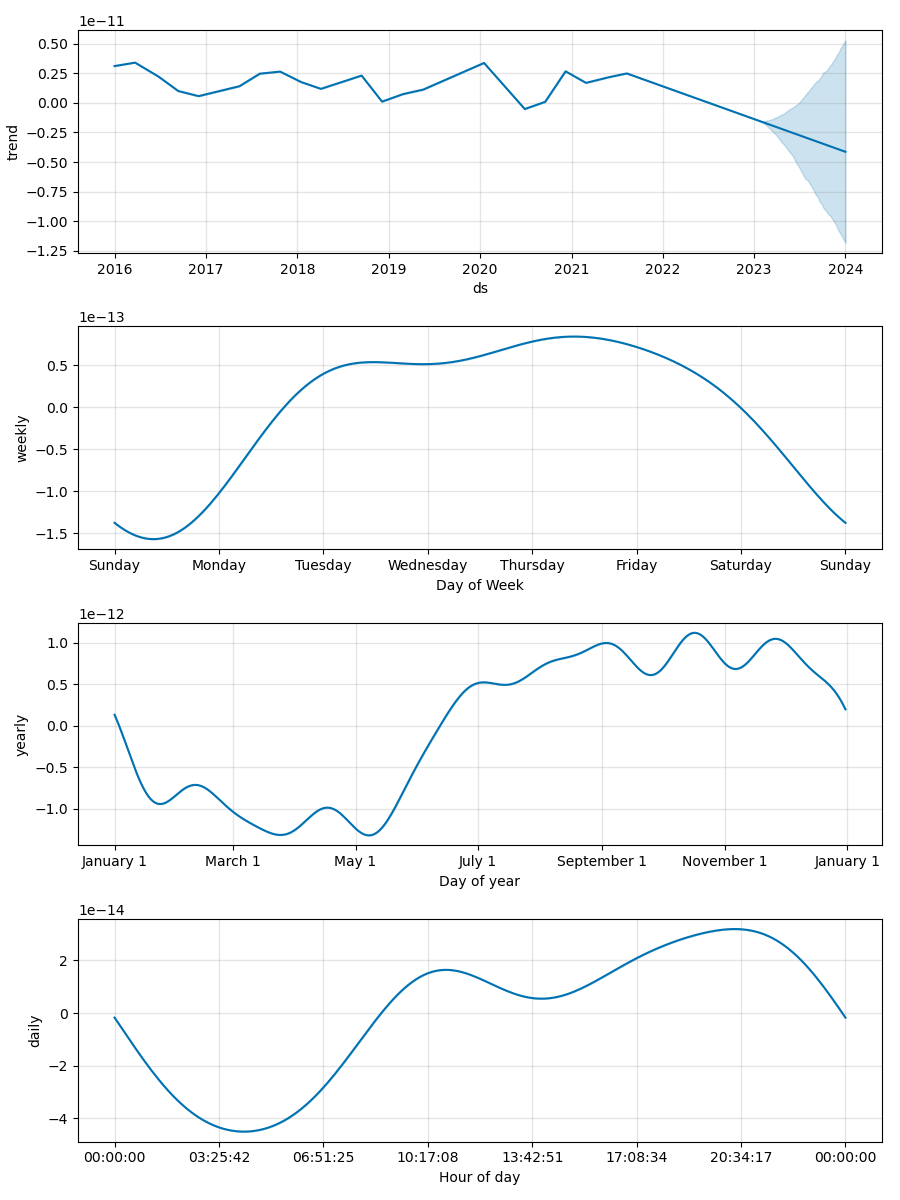 1e−11
0.50
0.25
0.00
−0.25
−0.50
−0.75
−1.00
−1.25
trend
2016 2017 2018 2019 2020 2021 2022 2023 2024
ds
1e−13
0.5
0.0
−0.5
−1.0
−1.5
weekly
Sunday Monday Tuesday Wednesday Thursday Friday Saturday Sunday
Day of Week
1e−12
1.0
0.5
0.0
−0.5
−1.0
yearly
January 1 March 1 May 1 July 1 September 1 November 1 January 1
Day of year
1e−14
2
0
−2
−4
daily
00:00:00 03:25:42 06:51:25 10:17:08 13:42:51 17:08:34 20:34:17 00:00:00
Hour of day